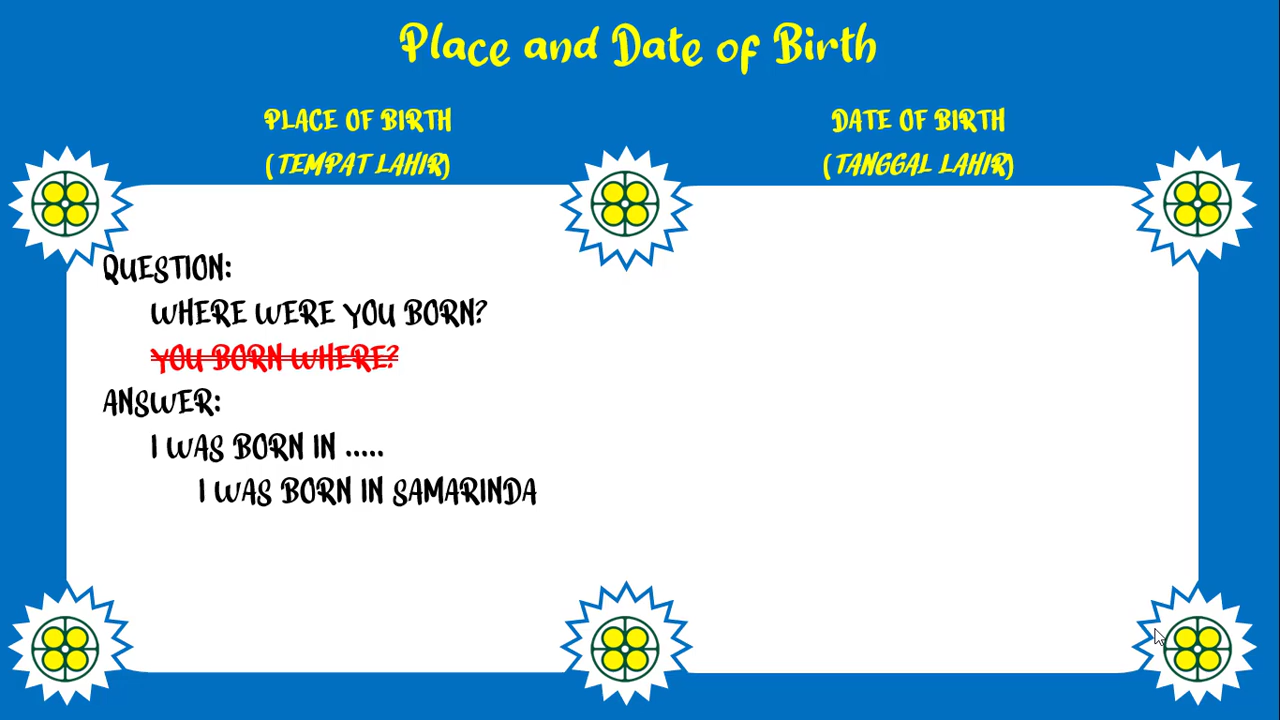 Place and Date of Birth
PLACE OF BIRTH
(TEMPAT LAHIR)
DATE OF BIRTH
(TANGGAL LAHIR)
QUESTION:
WHERE WERE YOU BORN?
YOU BORN WHERE?
ANSWER:
I WAS BORN IN .....
I WAS BORN IN SAMARINDA